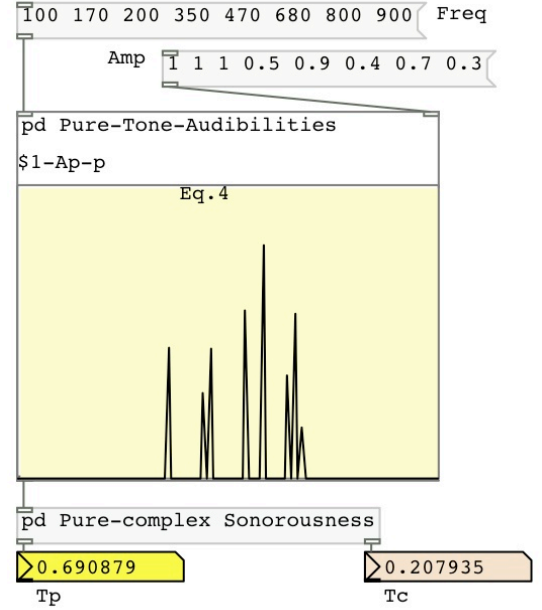 100 170 200 350 470 680 800 900 Freq
Amp 1 1 1 0.5 0.9 0.4 0.7 0.3
pd Pure-Tone-Audibilities
$1-Ap-p
Eq.4
pd Pure-complex Sonorousness
0.690879 0.207935
Tp Tc